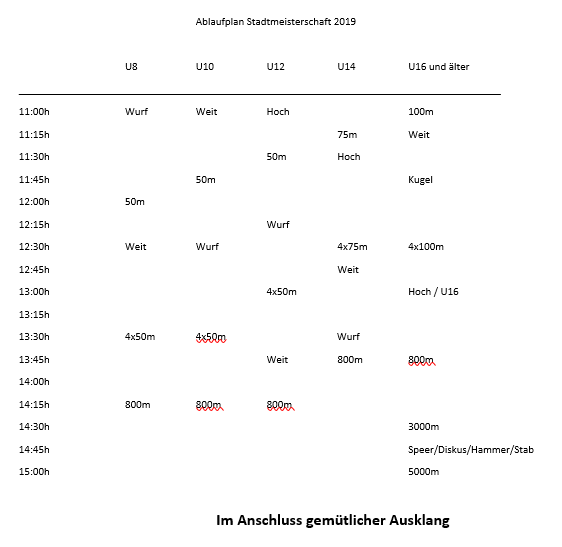 Ablaufplan Stadtmeisterschaft 2019
U8 U10 U12 U14 U16 und älter
11:00h Wurf Weit Hoch 100m
11:15h 75m Weit
11:30h 50m Hoch
11:45h 50m Kugel
12:00h 50m
12:15h Wurf
12:30h Weit Wurf 4x75m 4x100m
12:45h Weit
13:00h 4x50m Hoch / U16
13:15h
13:30h 4x50m 4x50m Wurf
13:45h Weit 800m 800m
14:00h
14:15h 800m 800m 800m
14:30h 3000m
14:45h Speer/Diskus/Hammer/Stab
15:00h 5000m
Im Anschluss gemütlicher Ausklang